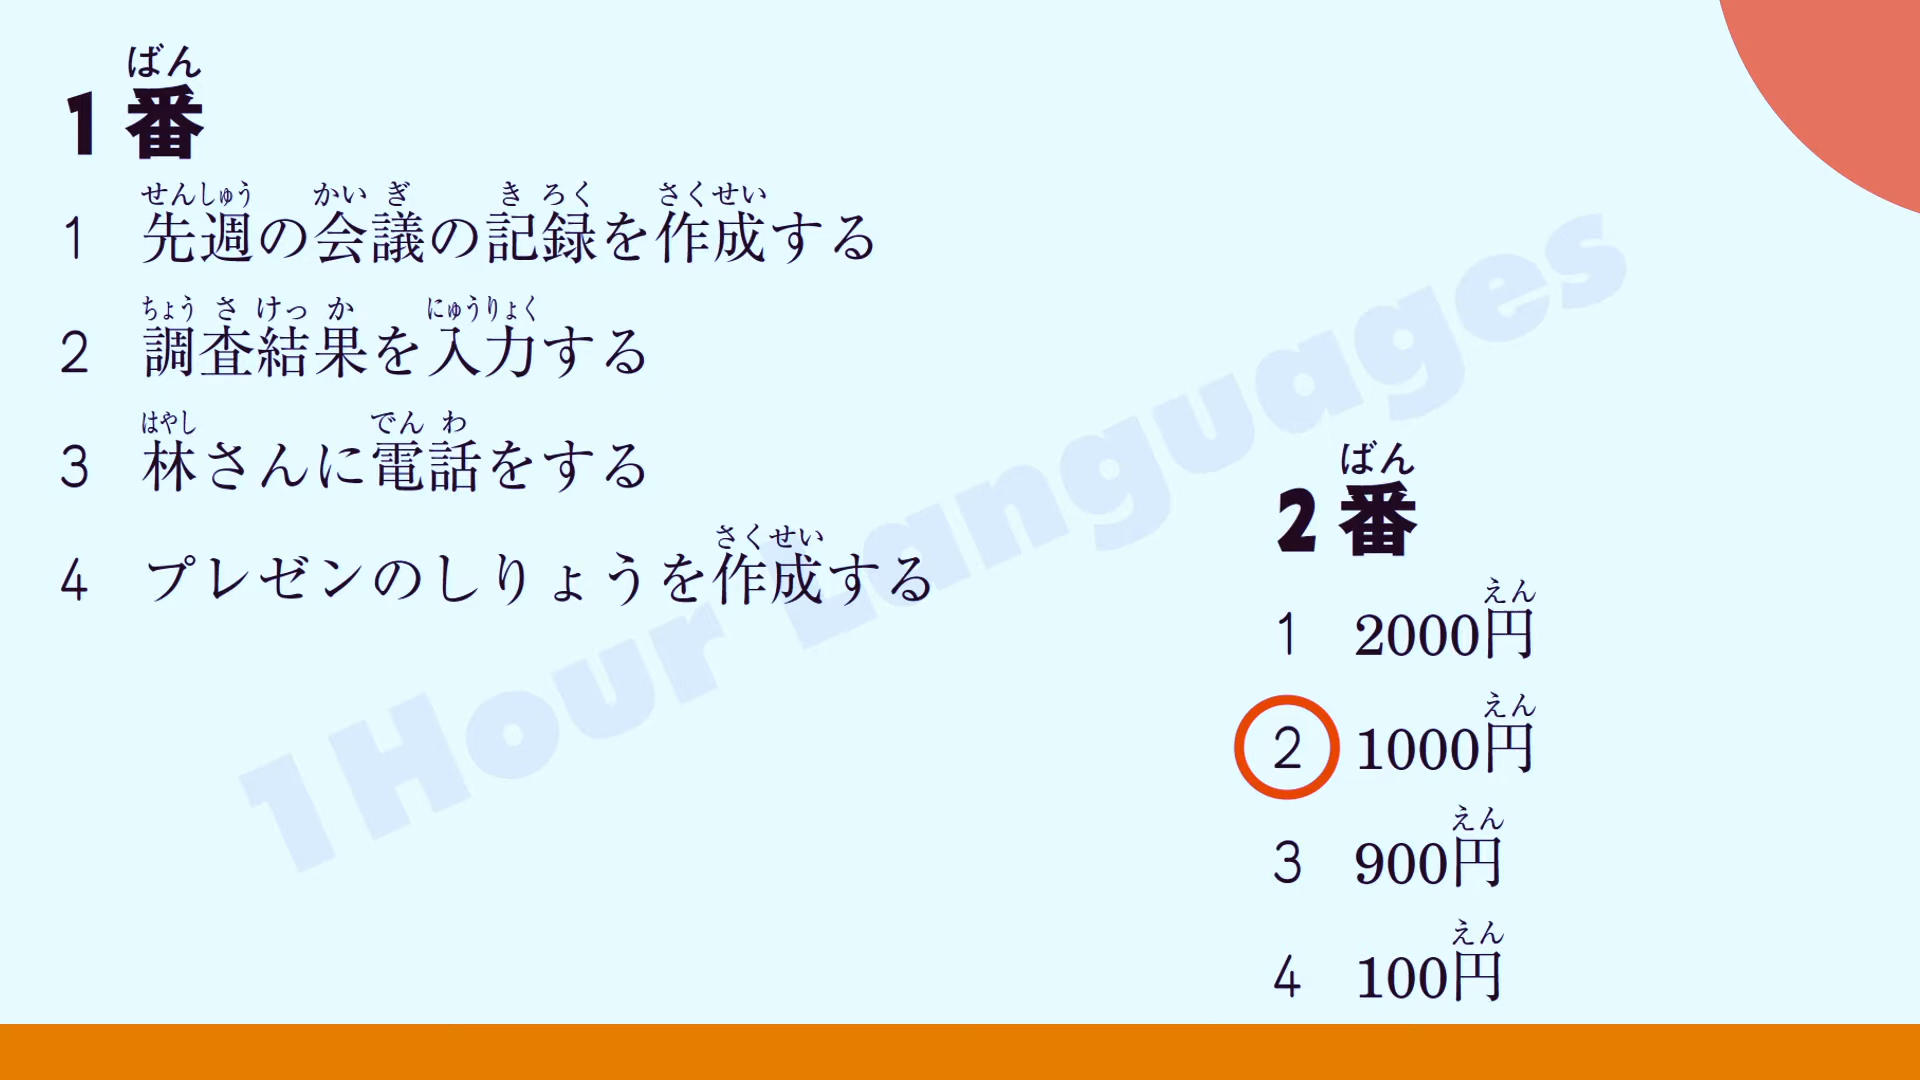 ばん
1 番
せんしゅう かいぎ きろく さくせい
1 先週の会議の記録を作成する
ちょうさけっか にゅうりょく
2 調査結果を入力する
はやし でんわ
3 林さんに電話をする
さくせい
4 プレゼンのしりょうを作成する
ばん
2 番
えん
1 2000円
えん
2 1000円
えん
3 900円
えん
4 100円
1 Hour Languages